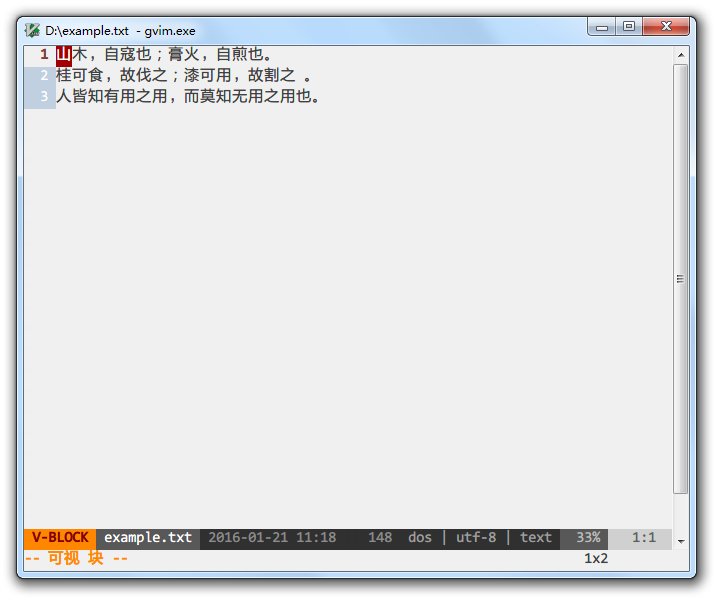 D:\example.txt - gvim.exe
1 山木，自寇也；膏火，自煎也。
2 桂可食，故伐之；漆可用，故割之 。
3 人皆知有用之用，而莫知无用之用也。
V-BLOCK example.txt 2016-01-21 11:18 148 dos | utf-8 | text 33% 1:1
-- 可视 块 -- 1x2